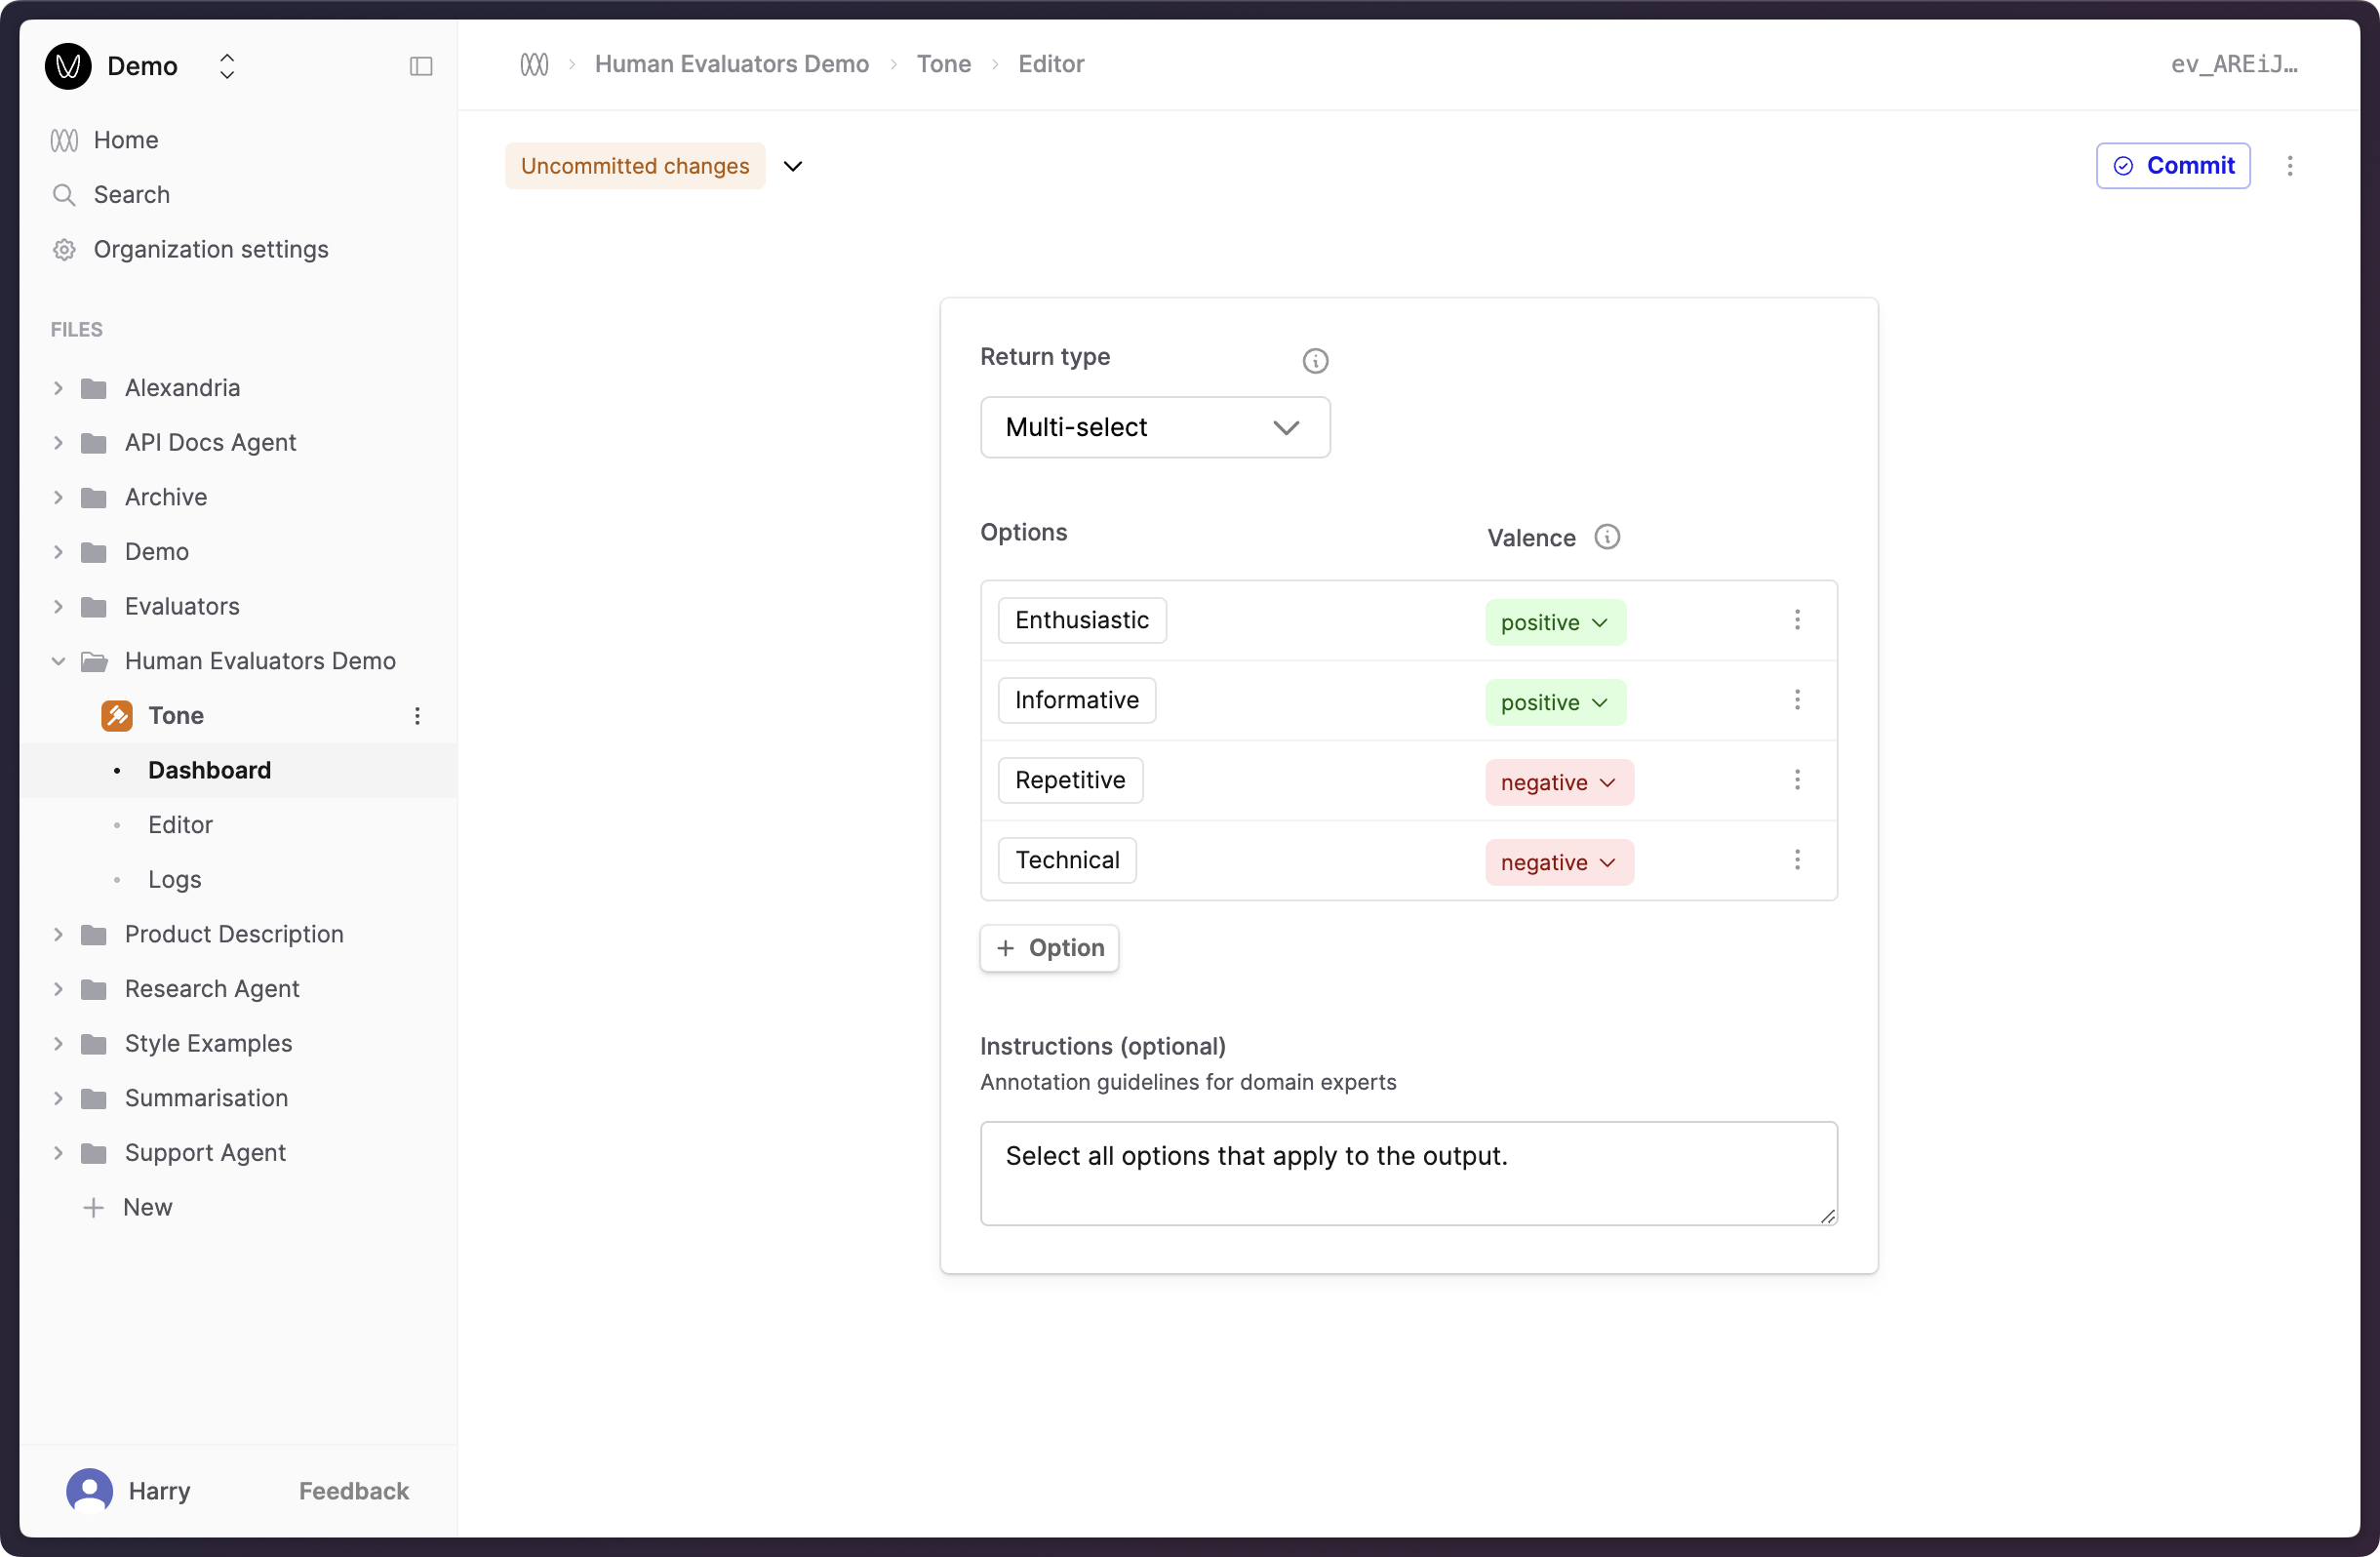 Demo
Home
Search
Organization settings
FILES
Alexandria
API Docs Agent
Archive
Demo
Evaluators
Human Evaluators Demo
Tone
Dashboard
Editor
Logs
Product Description
Research Agent
Style Examples
Summarisation
Support Agent
New
Harry
Feedback
Human Evaluators Demo
Tone
Editor
ev_AREiJ…
Uncommitted changes
Commit
Return type
Multi-select
Options
Valence
Enthusiastic
positive
Informative
positive
Repetitive
negative
Technical
negative
Option
Instructions (optional)
Annotation guidelines for domain experts
Select all options that apply to the output.